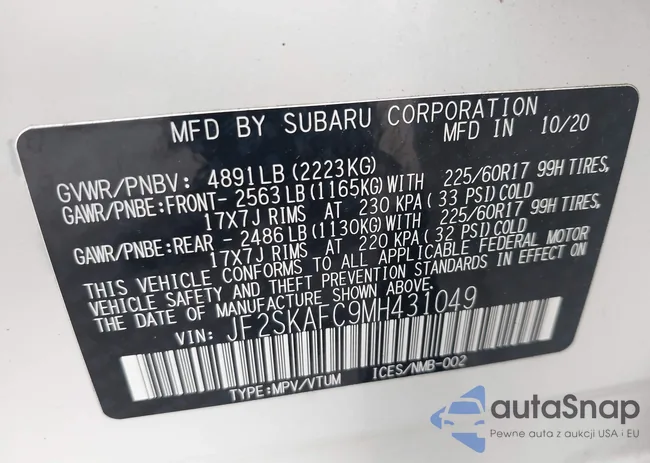 MFD BY SUBARU CORPORATION
MFD IN 10/20
GVWR/PNBV: 4891LB (2223KG)
GAWR/PNBE:FRONT- 2563LB(1165KG)WITH 225/60R17 99H TIRES,
17X7J RIMS AT 230 KPA(33 PSI)COLD
GAWR/PNBE:REAR - 2486LB(1130KG)WITH 225/60R17 99H TIRES,
17X7J RIMS AT 220 KPA(32 PSI)COLD
THIS VEHICLE CONFORMS TO ALL APPLICABLE FEDERAL MOTOR
VEHICLE SAFETY AND THEFT PREVENTION STANDARDS IN EFFECT ON
THE DATE OF MANUFACTURE SHOWN ABOVE.
VIN: JF2SKAFC9MH431049
TYPE:MPV/VTUM ICES/NMB-002
autaSnap
Pewne auta z aukcji USA i EU